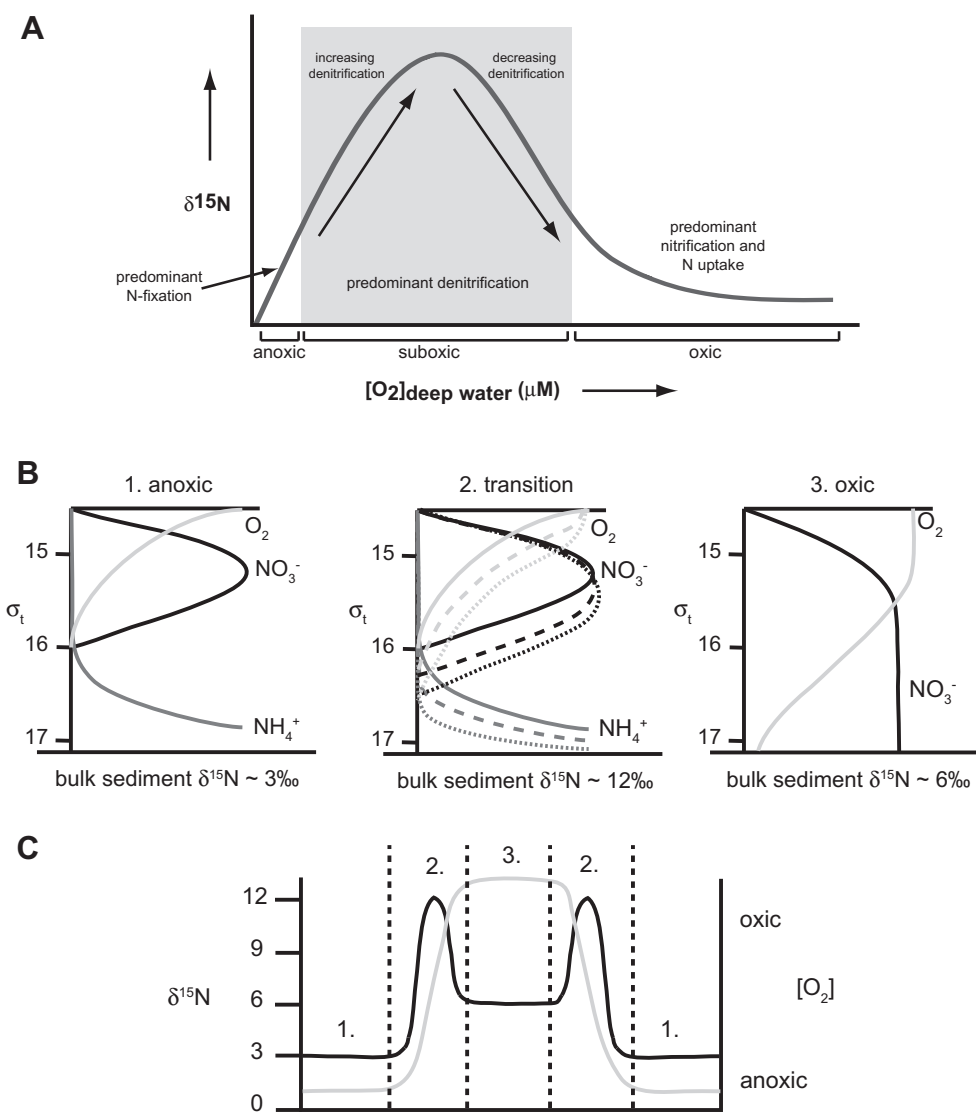 A
increasing
denitrification
decreasing
denitrification
δ15N
predominant
nitrification and
N uptake
predominant
N-fixation
predominant denitrification
anoxic
suboxic
oxic
[O2]deep water (μM)
B
1. anoxic
2. transition
3. oxic
O₂
15
NO₃⁻
σt
16
NH₄⁺
17
bulk sediment δ¹⁵N ~ 3‰
O₂
15
NO₃⁻
σt
16
NH₄⁺
17
bulk sediment δ¹⁵N ~ 12‰
O₂
15
σt
16
NO₃⁻
17
bulk sediment δ¹⁵N ~ 6‰
C
2.
3.
2.
12
oxic
9
δ¹⁵N
6
[O₂]
1.
1.
3
anoxic
0